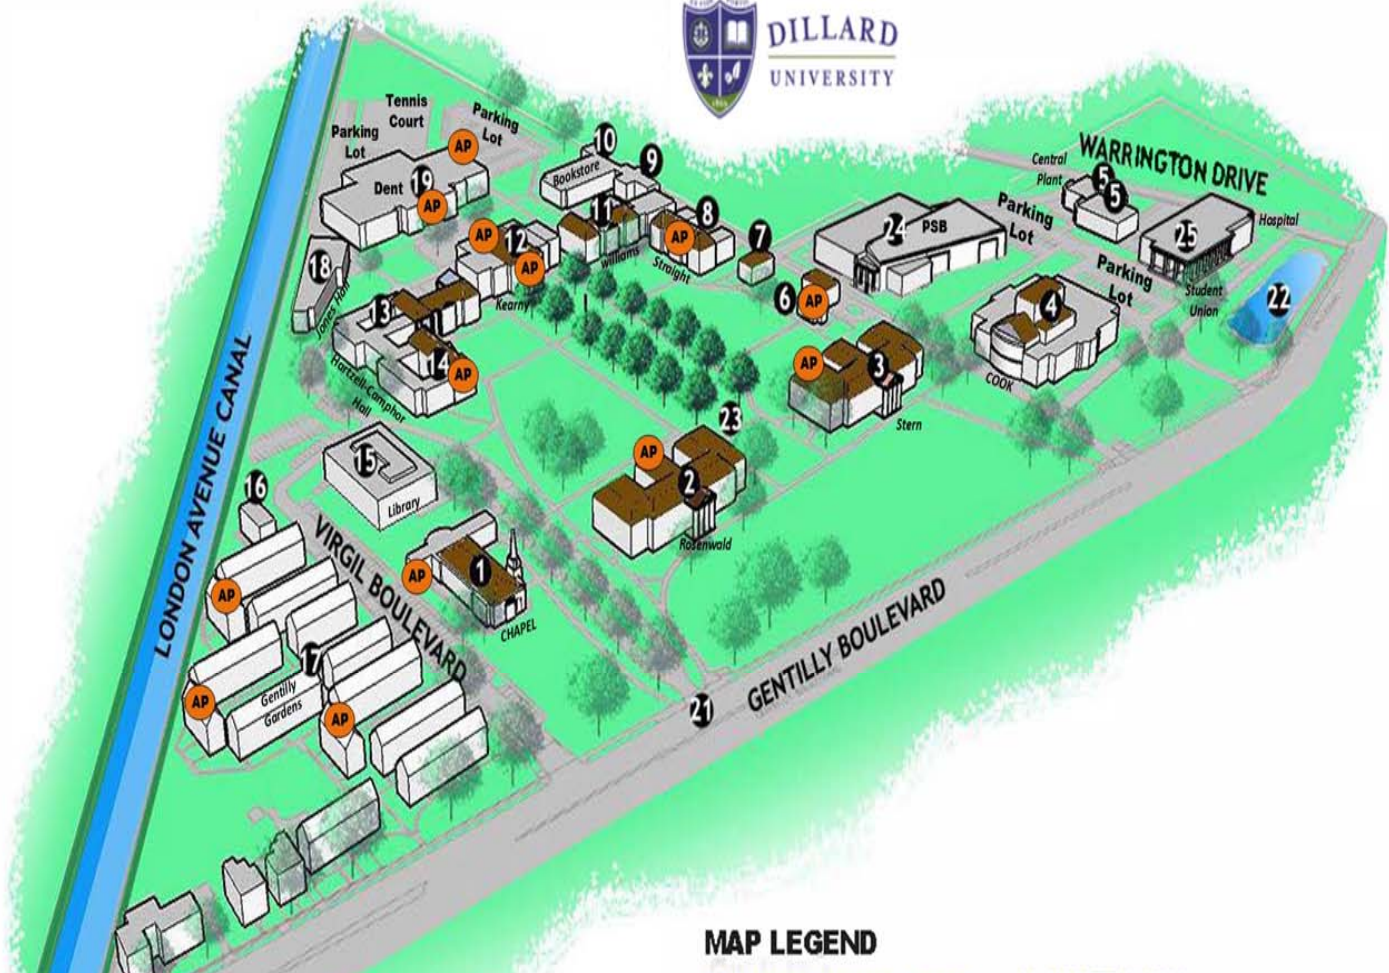 DILLARD
UNIVERSITY
Tennis
Court
Parking
Lot
Parking
Lot
AP
10
9
Bookstore
Dent
19
AP
11
8
AP
12
AP
AP
williams
Straight
7
24
PSB
Central
Plant
5
5
WARRINGTON DRIVE
Parking
Lot
25
Hospital
Parking
Lot
Student
Union
22
18
Jones Hall
Kearny
6
AP
13
14
AP
Hartzell-Camphor
Hall
4
COOK
AP
3
Stern
LONDON AVENUE CANAL
15
Library
16
23
AP
2
Rosenwald
VIRGIL BOULEVARD
AP
1
CHAPEL
AP
17
Gentilly
Gardens
AP
AP
21
GENTILLY BOULEVARD
MAP LEGEND